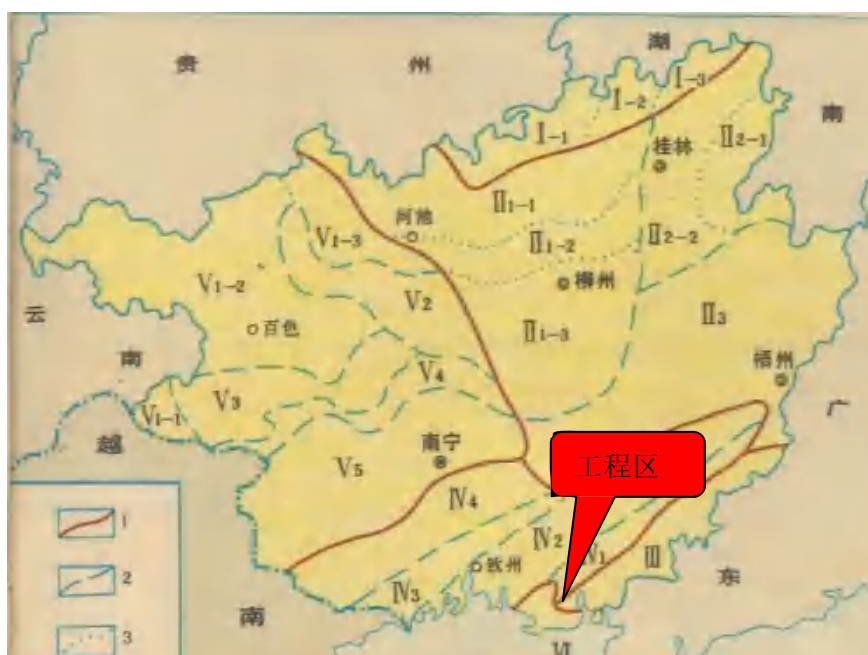 贵
州
湖
南
Ⅰ-3
Ⅰ-2
Ⅰ-1
桂林
Ⅱ2-1
Ⅱ1-1
河池
Ⅴ1-3
Ⅱ1-2
Ⅱ2-2
Ⅴ1-2
Ⅴ2
柳州
云
南
百色
Ⅱ1-3
Ⅱ3
梧州
Ⅴ4
Ⅴ3
Ⅴ1-1
广
东
越
南
南宁
Ⅴ5
Ⅳ4
工程区
Ⅳ2
Ⅳ1
Ⅲ
钦州
Ⅳ3
Ⅵ
1
2
3